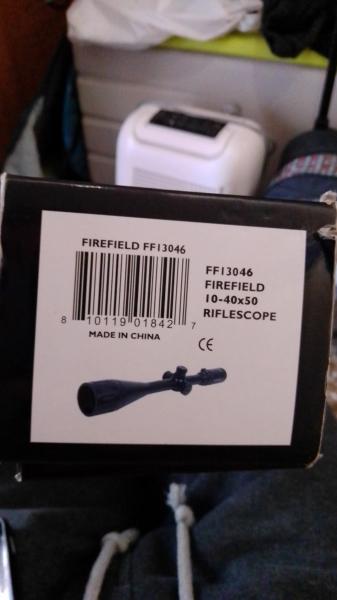 FIREFIELD FF13046
8 10119 01842 7
MADE IN CHINA
FF13046
FIREFIELD
10-40x50
RIFLESCOPE
CE